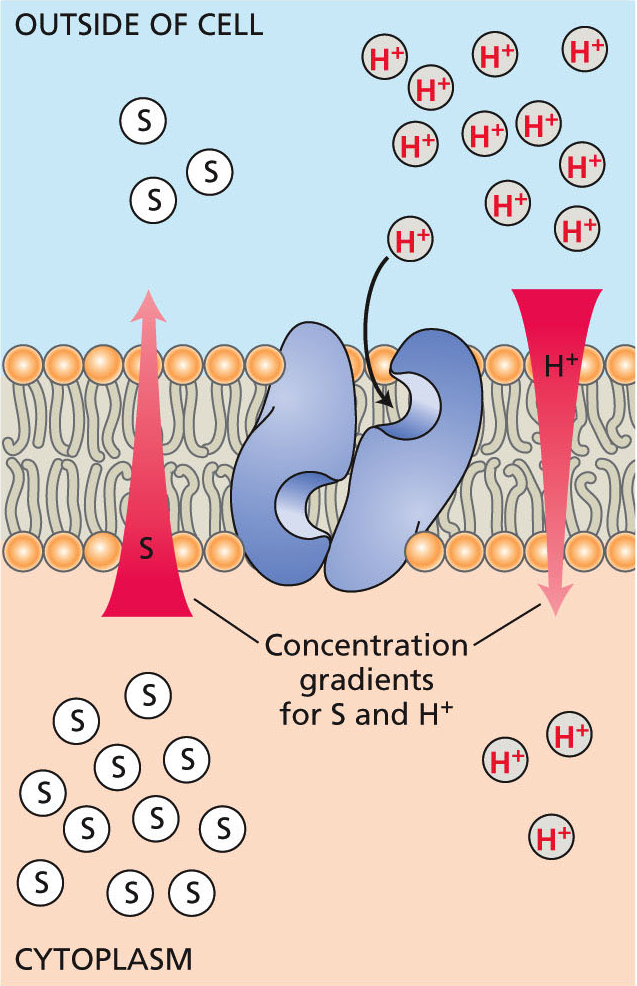 OUTSIDE OF CELL
H⁺
H⁺
H⁺
H⁺
H⁺
H⁺
H⁺
H⁺
H⁺
H⁺
H⁺
S
S
S
H⁺
S
Concentration
gradients
for S and H⁺
S
S
S
S
S
S
S
S
S
S
S
H⁺
H⁺
H⁺
CYTOPLASM